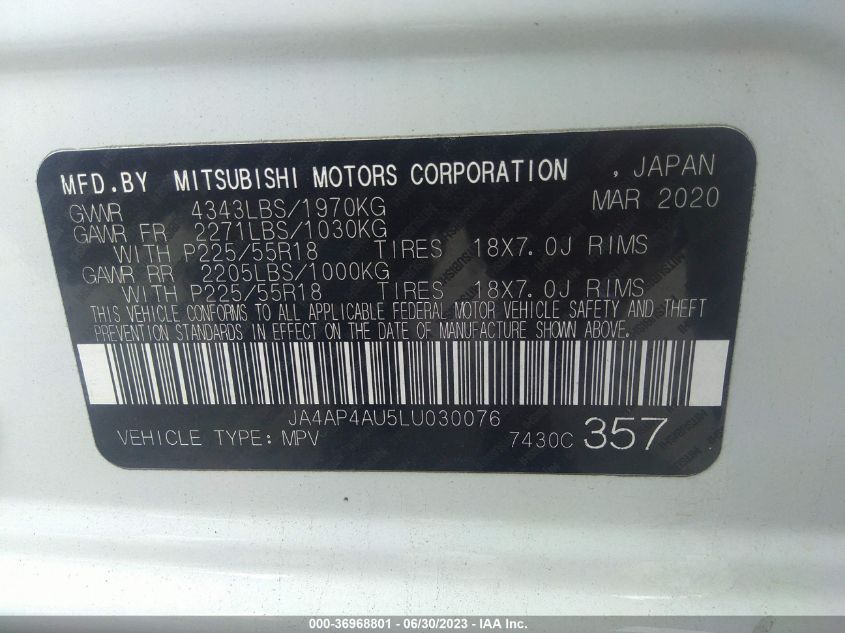 MFD.BY MITSUBISHI MOTORS CORPORATION , JAPAN
GVWR 4343LBS/1970KG MAR 2020
GAWR FR 2271LBS/1030KG
WITH P225/55R18 TIRES 18X7.0J RIMS
GAWR RR 2205LBS/1000KG
WITH P225/55R18 TIRES 18X7.0J RIMS
THIS VEHICLE CONFORMS TO ALL APPLICABLE FEDERAL MOTOR VEHICLE SAFETY AND THEFT
PREVENTION STANDARDS IN EFFECT ON THE DATE OF MANUFACTURE SHOWN ABOVE.
JA4AP4AU5LU030076
VEHICLE TYPE: MPV 7430C 357
000-36968801 - 06/30/2023 - IAA Inc.